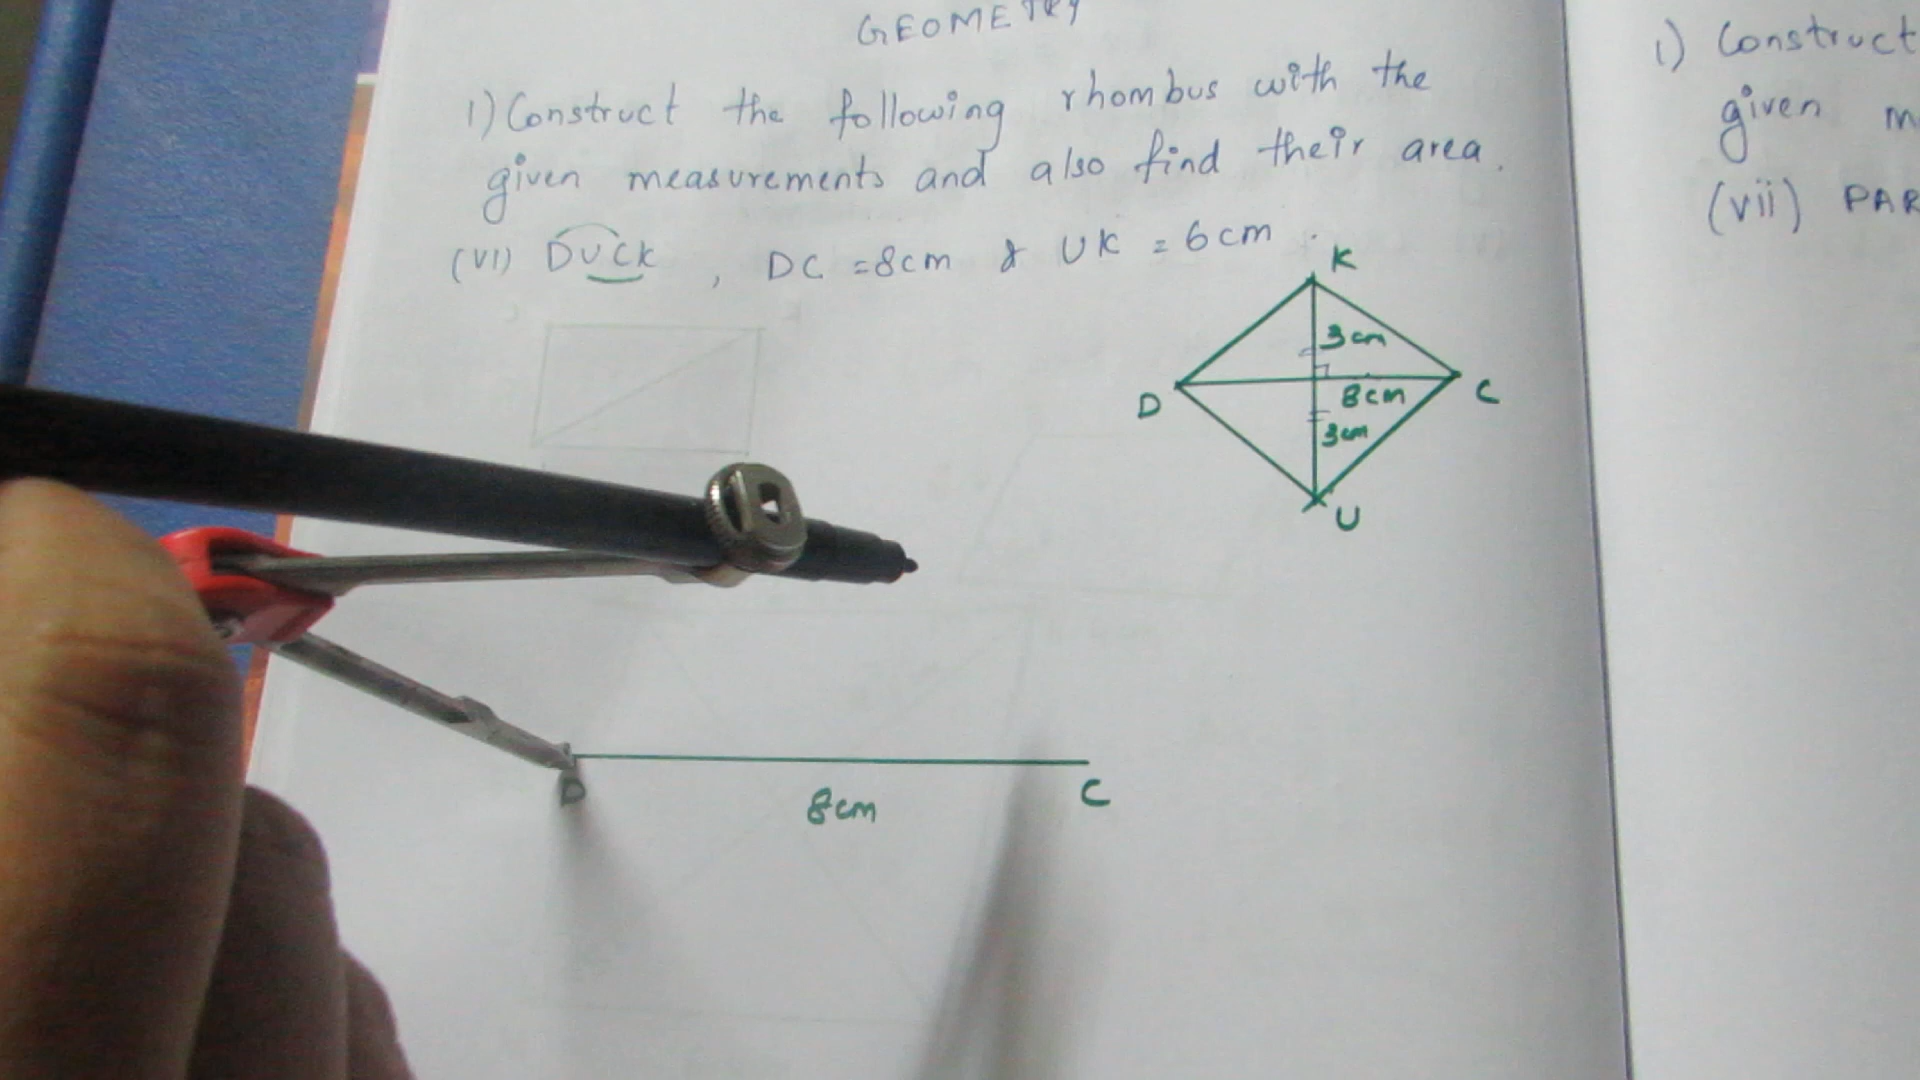 GEOMETRY
1) Construct the following rhombus with the
given measurements and also find their area.
(VI) DUCK, DC = 8cm & UK = 6cm.
K
3cm
D
8cm
C
3cm
U
D
8cm
C
1) Construct
given m
(vii) PAR